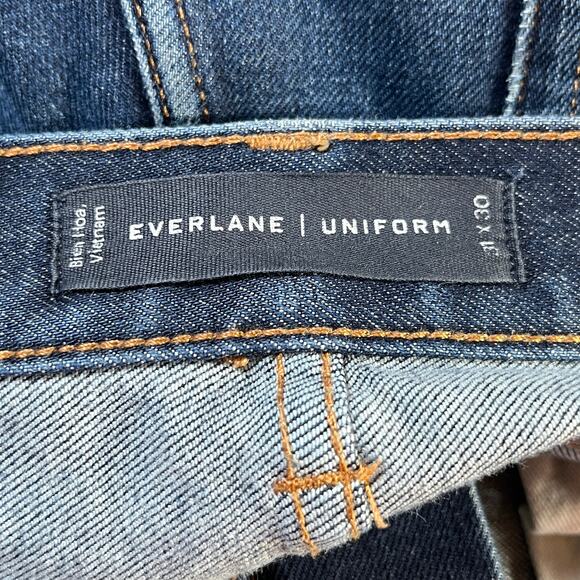 Bien Hoa,
Vietnam
EVERLANE | UNIFORM
31 X 30